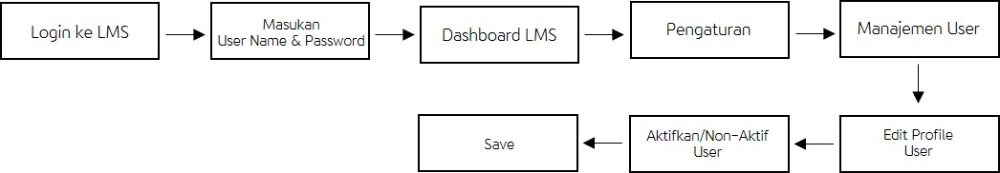 Login ke LMS
Masukan
User Name & Password
Dashboard LMS
Pengaturan
Manajemen User
Edit Profile
User
Aktifkan/Non-Aktif
User
Save